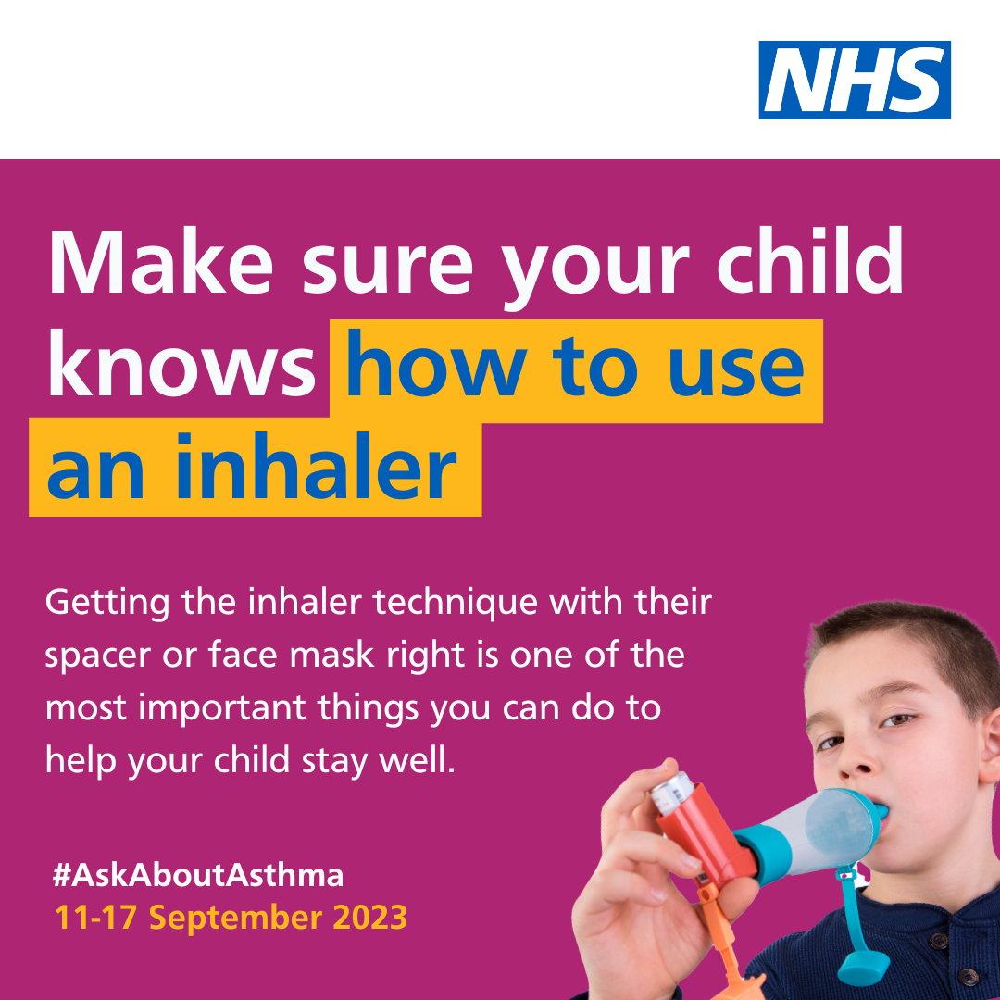 NHS
Make sure your child
knows how to use
an inhaler
Getting the inhaler technique with their
spacer or face mask right is one of the
most important things you can do to
help your child stay well.
#AskAboutAsthma
11-17 September 2023